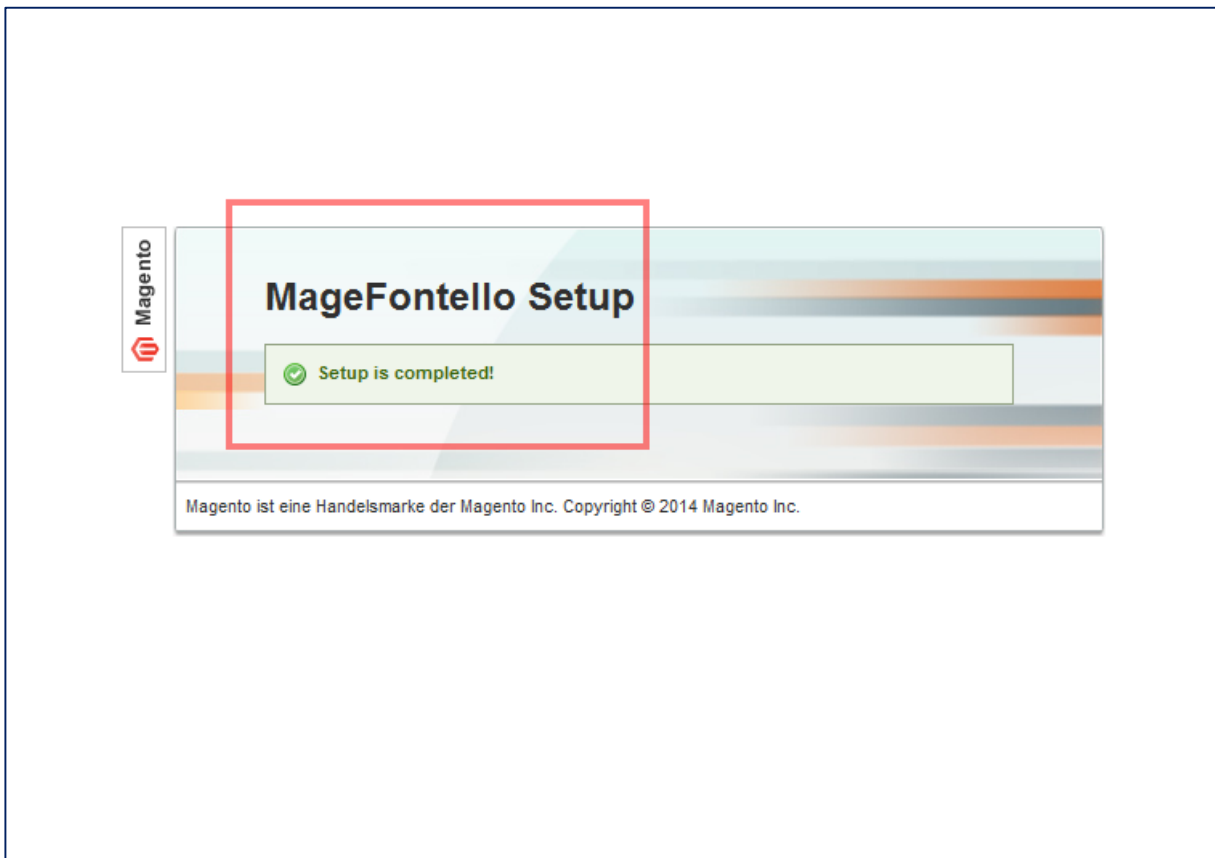 Magento
MageFontello Setup
Setup is completed!
Magento ist eine Handelsmarke der Magento Inc. Copyright © 2014 Magento Inc.